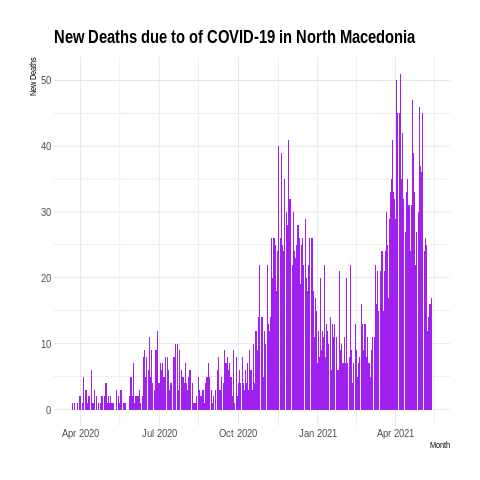 New Deaths due to of COVID-19 in North Macedonia
New Deaths
50
40
30
20
10
0
Apr 2020 Jul 2020 Oct 2020 Jan 2021 Apr 2021
Month